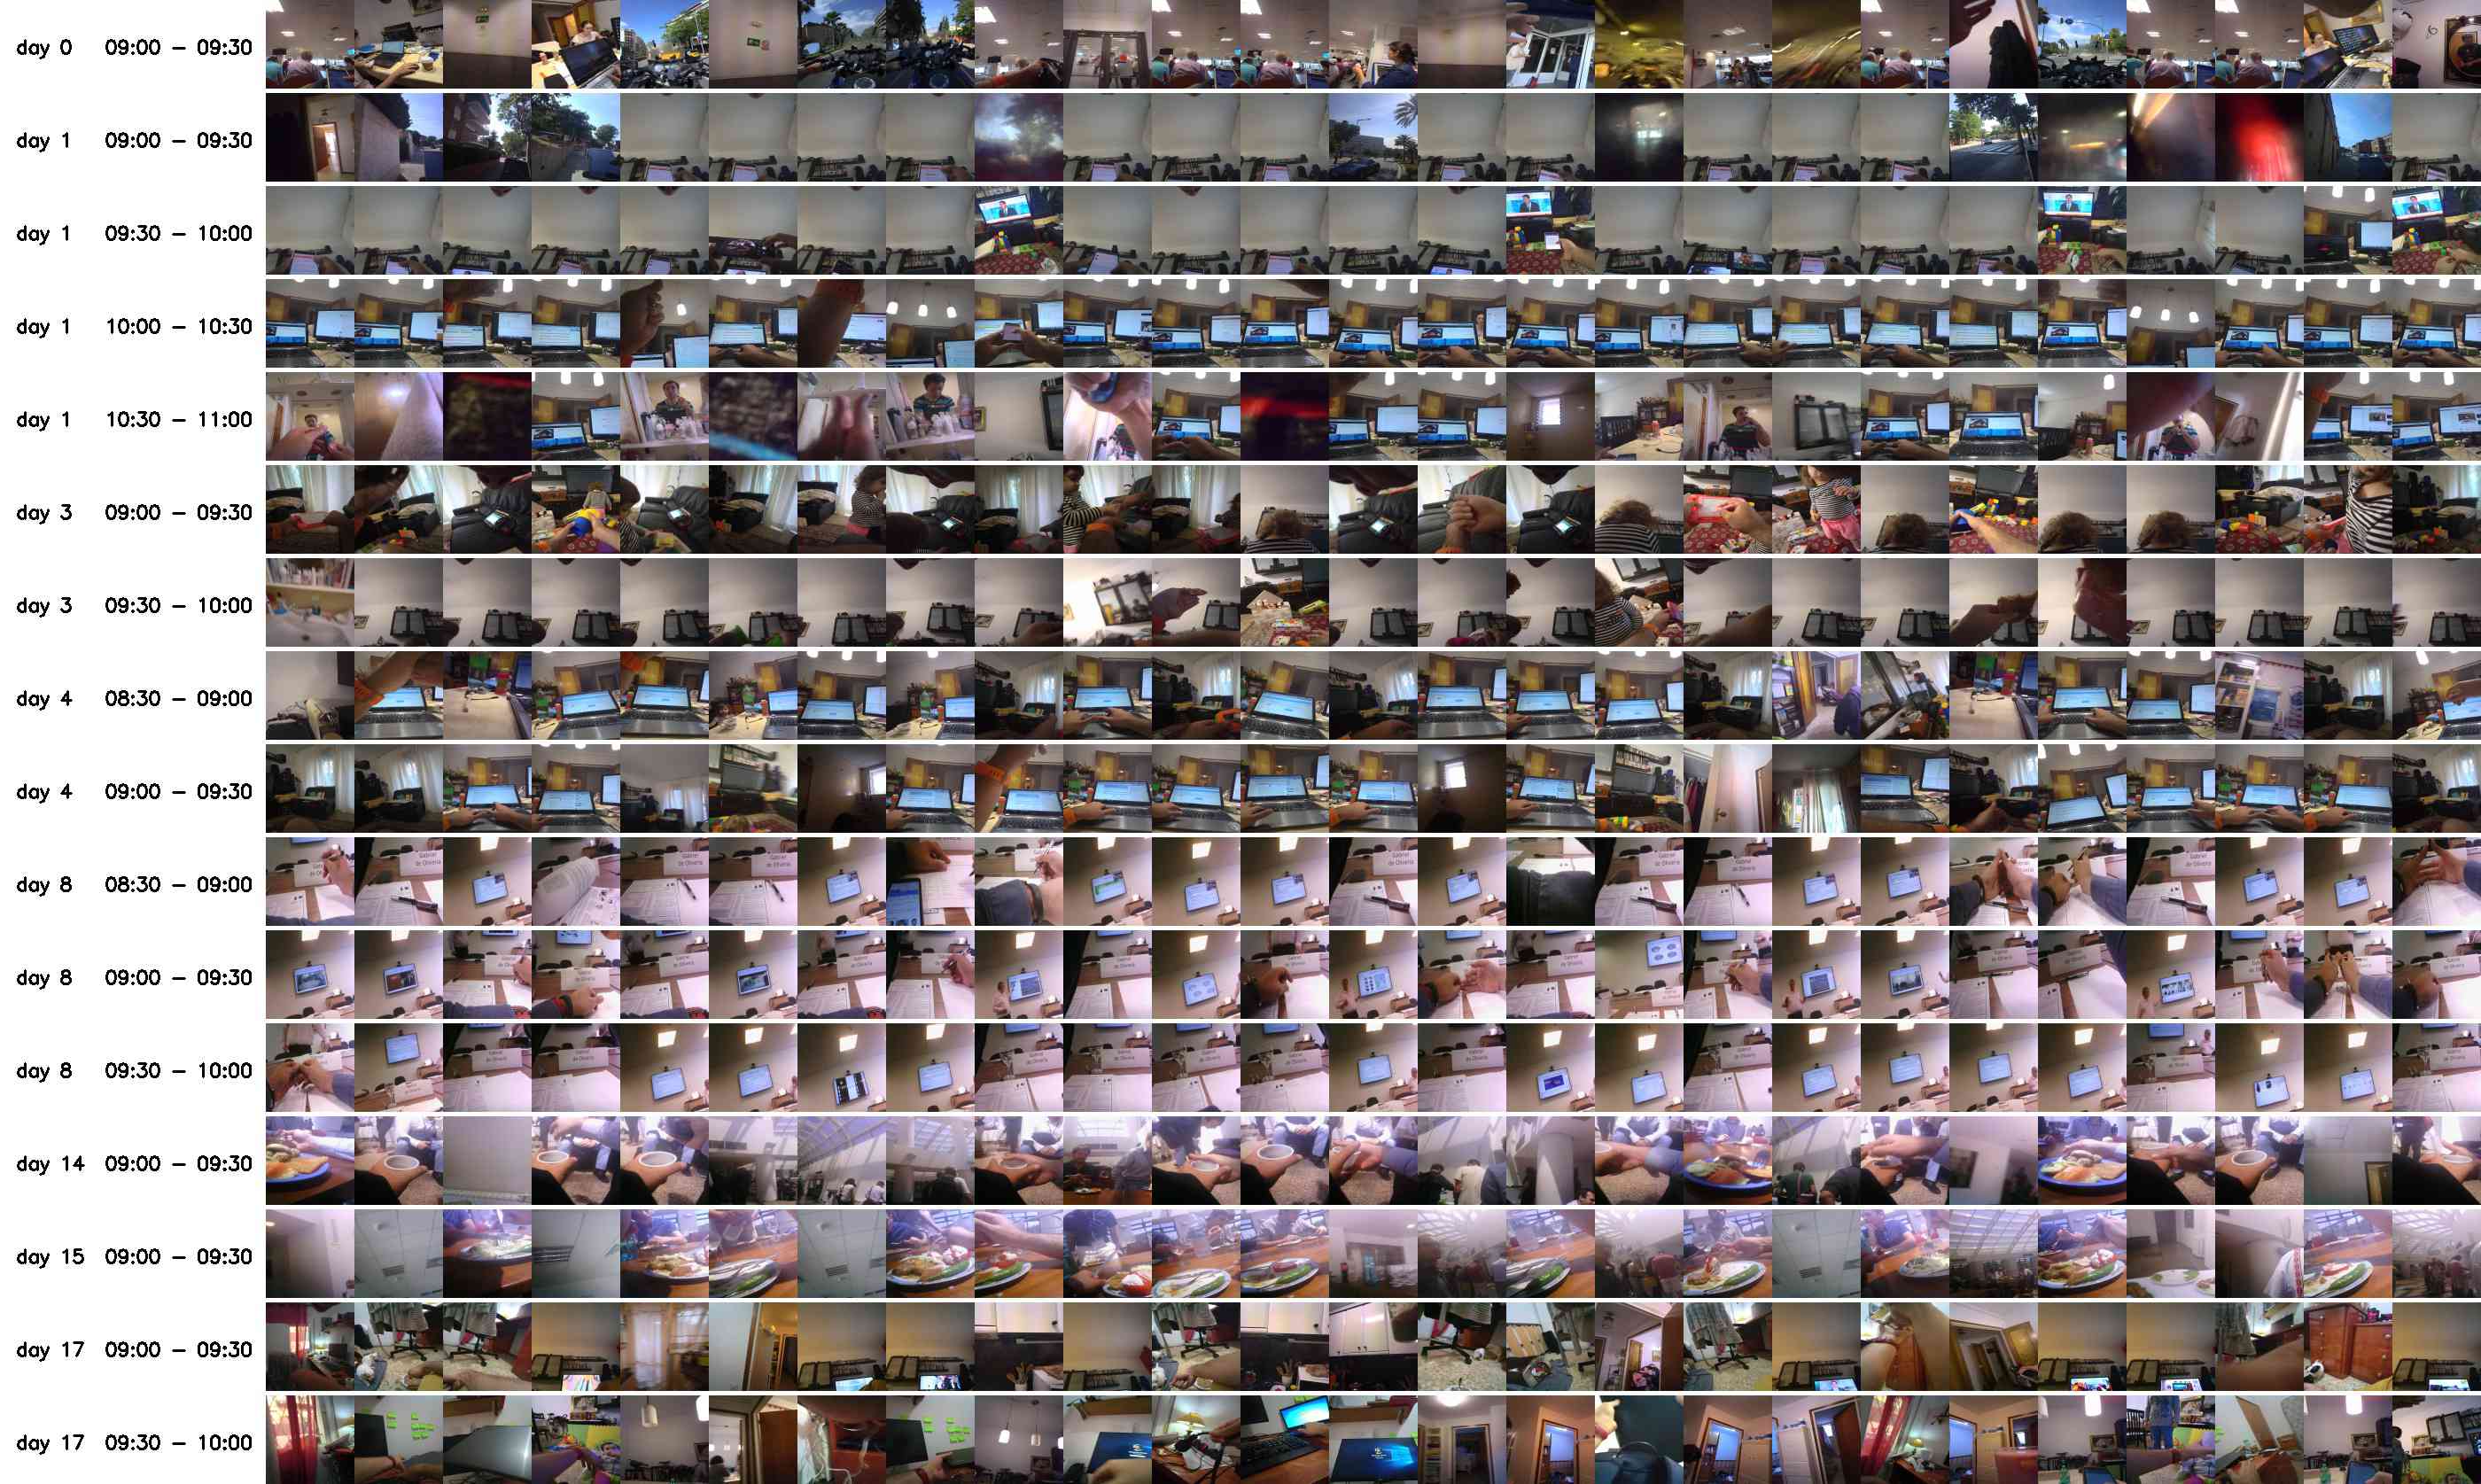 day 0 09:00 – 09:30
day 1 09:00 – 09:30
day 1 09:30 – 10:00
day 1 10:00 – 10:30
day 1 10:30 – 11:00
day 3 09:00 – 09:30
day 3 09:30 – 10:00
day 4 08:30 – 09:00
day 4 09:00 – 09:30
day 8 08:30 – 09:00
Gabriel
de Oliveira
day 8 09:00 – 09:30
day 8 09:30 – 10:00
day 14 09:00 – 09:30
day 15 09:00 – 09:30
day 17 09:00 – 09:30
day 17 09:30 – 10:00